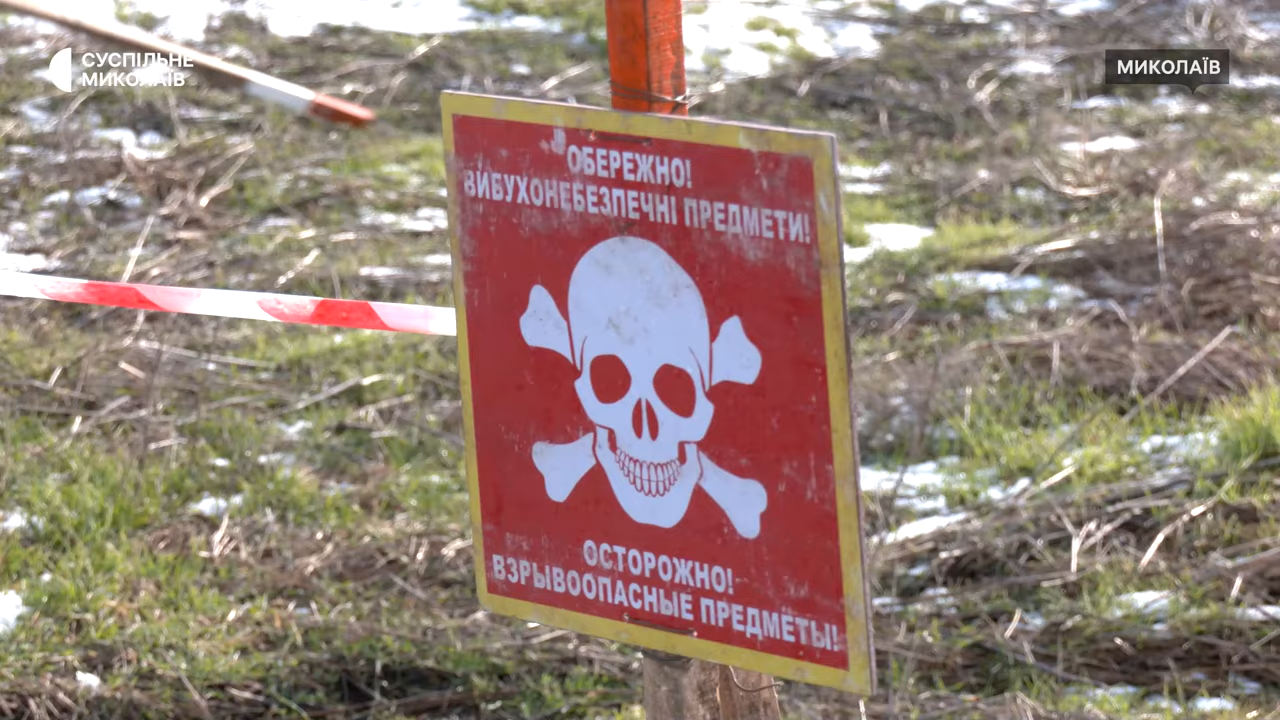 СУСПІЛЬНЕ
МИКОЛАЇВ
МИКОЛАЇВ
ОБЕРЕЖНО!
ВИБУХОНЕБЕЗПЕЧНІ ПРЕДМЕТИ!
ОСТОРОЖНО!
ВЗРЫВООПАСНЫЕ ПРЕДМЕТЫ!